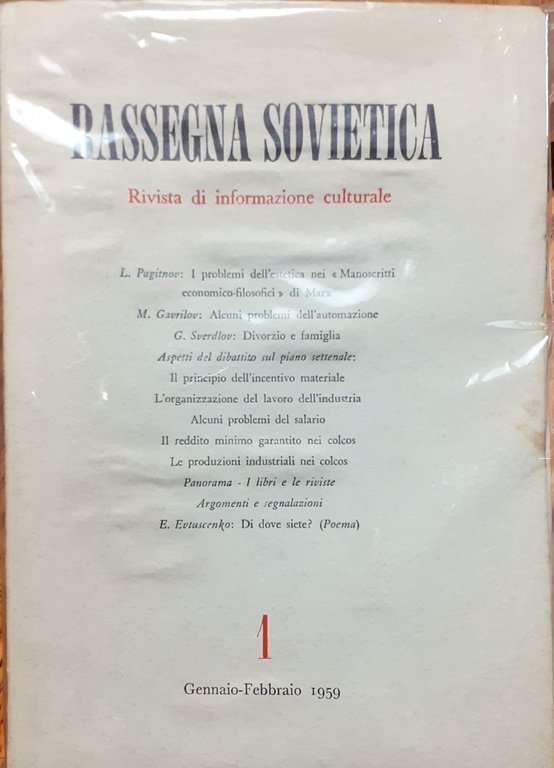 RASSEGNA SOVIETICA
Rivista di informazione culturale
L. Pagitnov: I problemi dell'estetica nei « Manoscritti
economico-filosofici » di Marx
M. Gavrilov: Alcuni problemi dell'automazione
G. Sverdlov: Divorzio e famiglia
Aspetti del dibattito sul piano settenale:
Il principio dell'incentivo materiale
L'organizzazione del lavoro dell'industria
Alcuni problemi del salario
Il reddito minimo garantito nei colcos
Le produzioni industriali nei colcos
Panorama - I libri e le riviste
Argomenti e segnalazioni
E. Evtuscenko: Di dove siete? (Poema)
1
Gennaio-Febbraio 1959